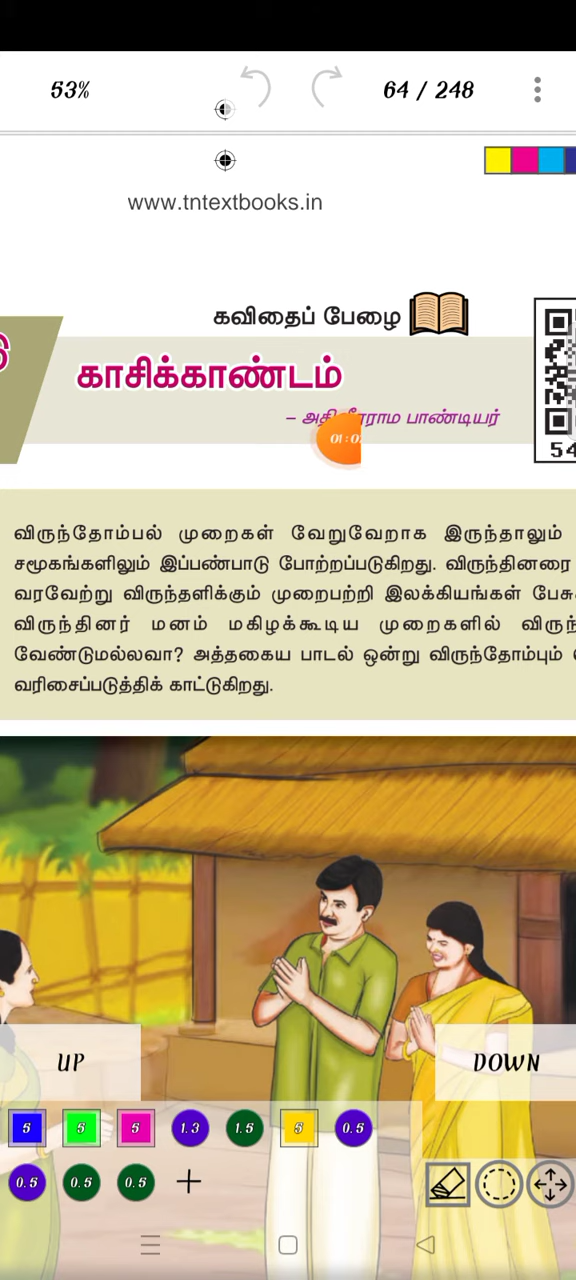 53%
64 / 248
www.tntextbooks.in
கவிதைப் பேழை
காசிக்காண்டம்
– பாண்டியர்
01:0
54
விருந்தோம்பல் முறைகள் வேறுவேறாக இருந்தாலும்
சமூகங்களிலும் இப்பண்பாடு போற்றப்படுகிறது. விருந்தினரை
வரவேற்று விருந்தளிக்கும் முறைபற்றி இலக்கியங்கள்
விருந்தினர் மனம் மகிழக்கூடிய முறைகளில்
வேண்டுமல்லவா? அத்தகைய பாடல் ஒன்று விருந்தோம்பும்
வரிசைப்படுத்திக் காட்டுகிறது.
UP
DOWN
5 5 5 1.3 1.5 5 0.5
0.5 0.5 0.5 +